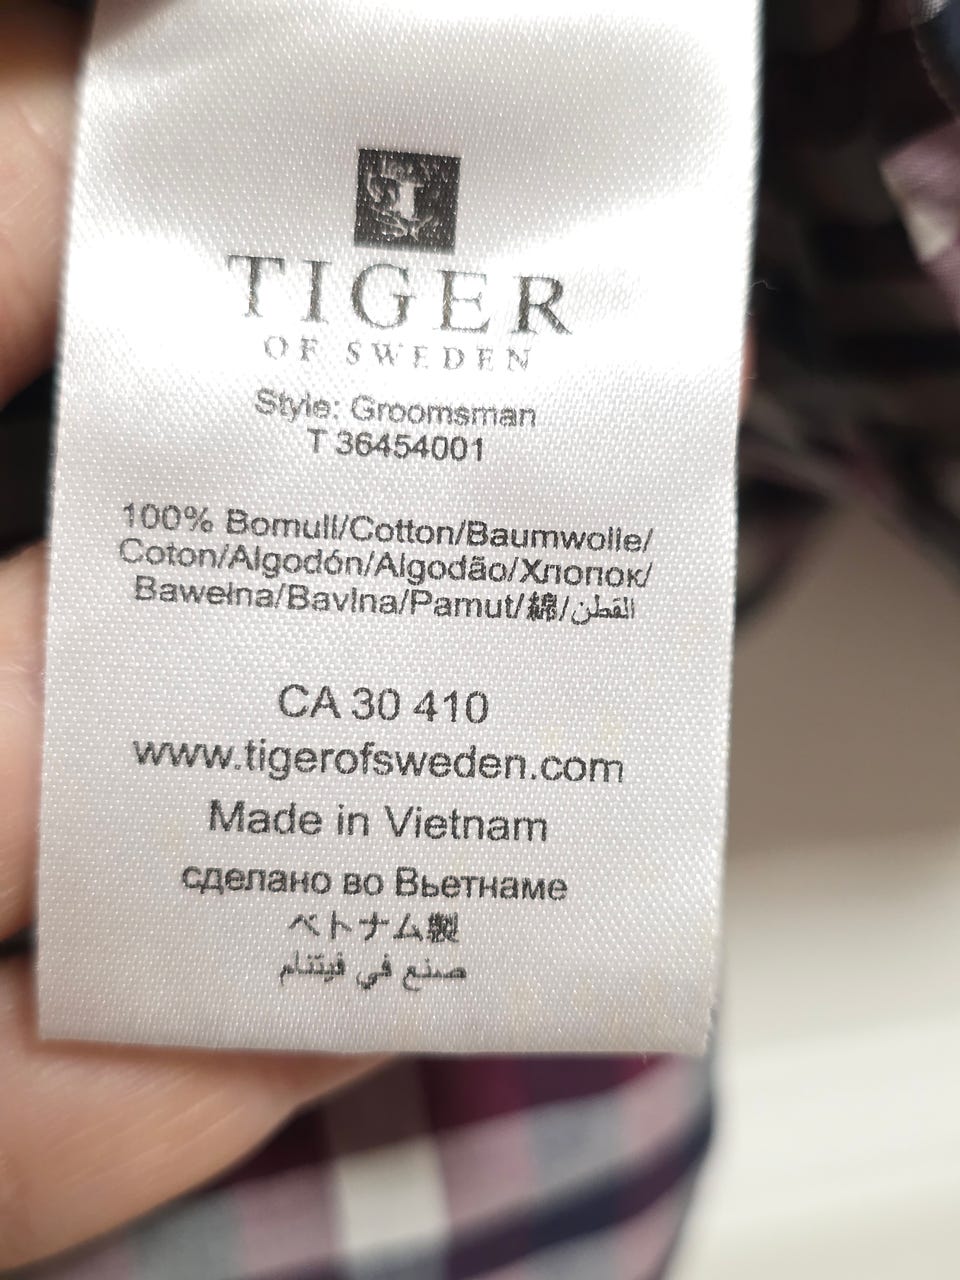 TIGER
OF SWEDEN
Style: Groomsman
T 36454001
100% Bomull/Cotton/Baumwolle/
Coton/Algodón/Algodão/Хлопок/
Bawełna/Bavlna/Pamut/綿/القطن
CA 30 410
www.tigerofsweden.com
Made in Vietnam
сделано во Вьетнаме
ベトナム製
صنع في فيتنام